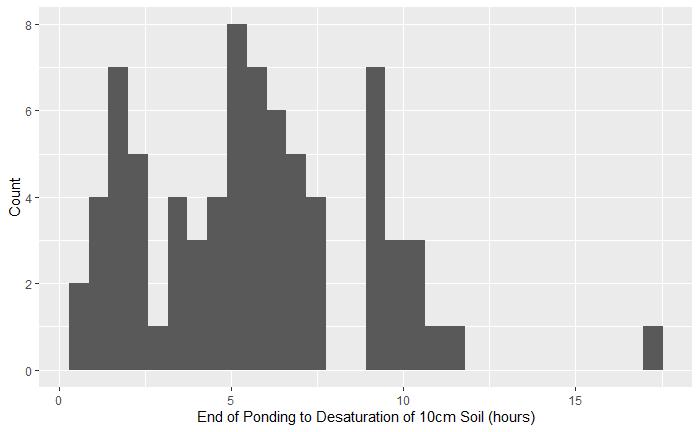 8
6
4
2
0
Count
0 5 10 15
End of Ponding to Desaturation of 10cm Soil (hours)